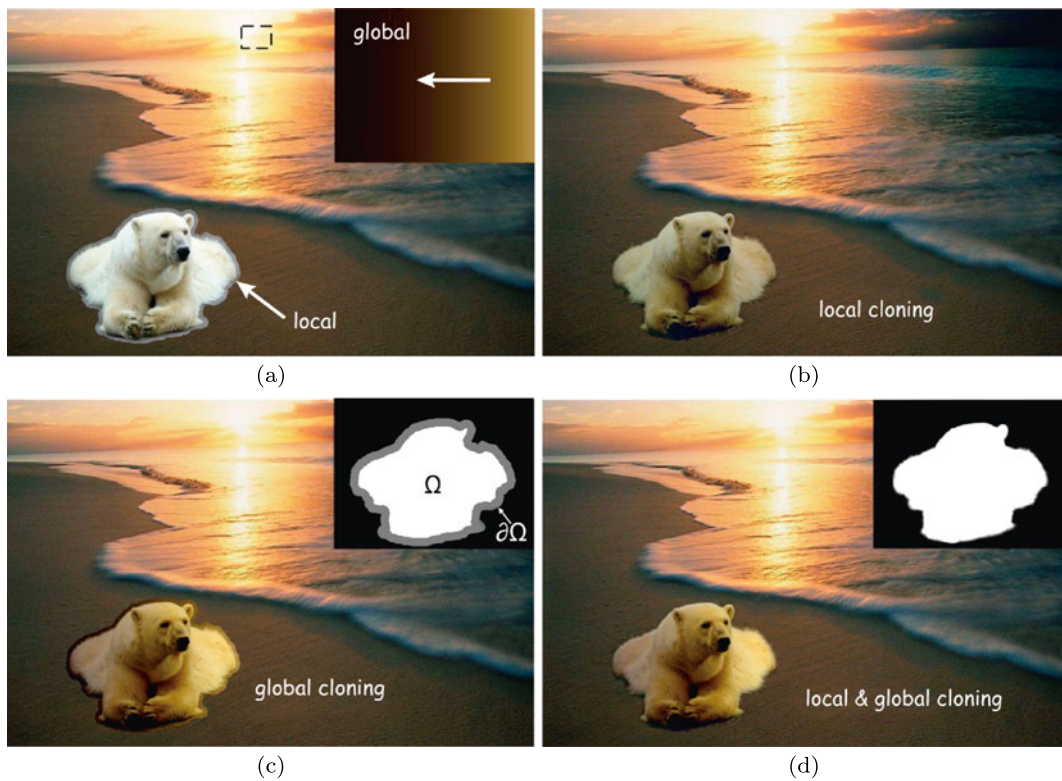 global
local
(a)
local cloning
(b)
Ω
∂Ω
global cloning
(c)
local & global cloning
(d)